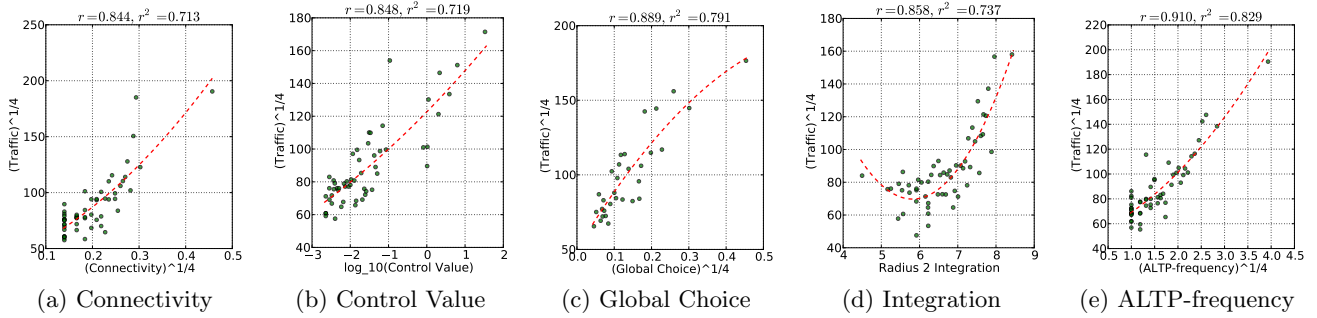 r=0.844, r² =0.713
250
200
150
100
50
0.1 0.2 0.3 0.4 0.5
(Traffic)^1/4
(Connectivity)^1/4
(a) Connectivity
r=0.848, r² =0.719
180
160
140
120
100
80
60
40
−3 −2 −1 0 1 2
(Traffic)^1/4
log_10(Control Value)
(b) Control Value
r=0.889, r² =0.791
200
150
100
50
0.0 0.1 0.2 0.3 0.4 0.5
(Traffic)^1/4
(Global Choice)^1/4
(c) Global Choice
r=0.858, r² =0.737
180
160
140
120
100
80
60
40
4 5 6 7 8 9
(Traffic)^1/4
Radius 2 Integration
(d) Integration
r=0.910, r² =0.829
220
200
180
160
140
120
100
80
60
40
0.5 1.0 1.5 2.0 2.5 3.0 3.5 4.0 4.5
(Traffic)^1/4
(ALTP-frequency)^1/4
(e) ALTP-frequency